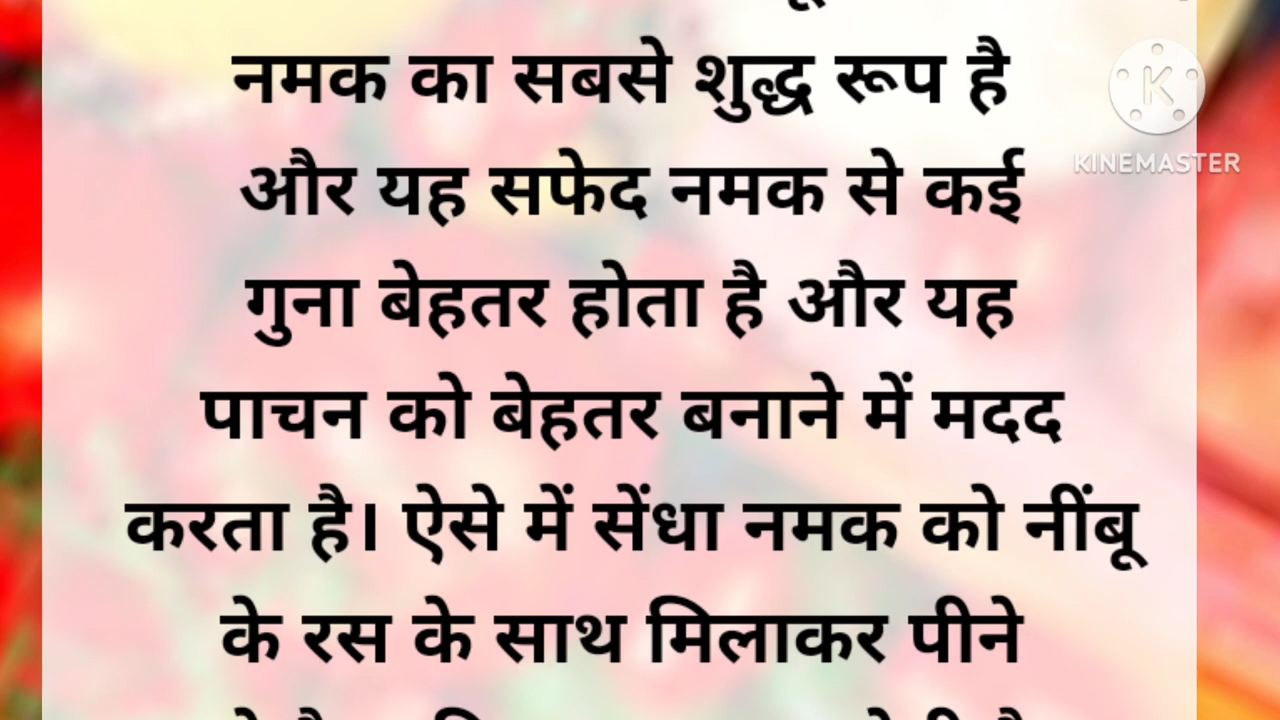 नमक का सबसे शुद्ध रूप है
और यह सफेद नमक से कई
गुना बेहतर होता है और यह
पाचन को बेहतर बनाने में मदद
करता है। ऐसे में सेंधा नमक को नींबू
के रस के साथ मिलाकर पीने
K
KINEMASTER